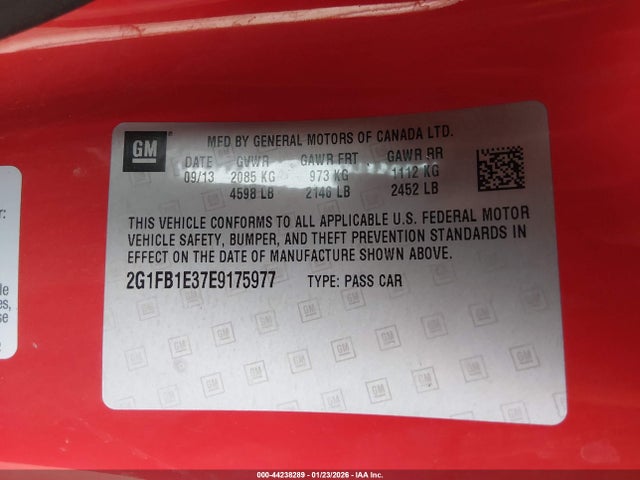 GM
MFD BY GENERAL MOTORS OF CANADA LTD.
DATE GVWR GAWR FRT GAWR RR
09/13 2085 KG 973 KG 1112 KG
4598 LB 2146 LB 2452 LB
THIS VEHICLE CONFORMS TO ALL APPLICABLE U.S. FEDERAL MOTOR
VEHICLE SAFETY, BUMPER, AND THEFT PREVENTION STANDARDS IN
EFFECT ON THE DATE OF MANUFACTURE SHOWN ABOVE.
2G1FB1E37E9175977 TYPE: PASS CAR
000-44238289 - 01/23/2026 - IAA Inc.